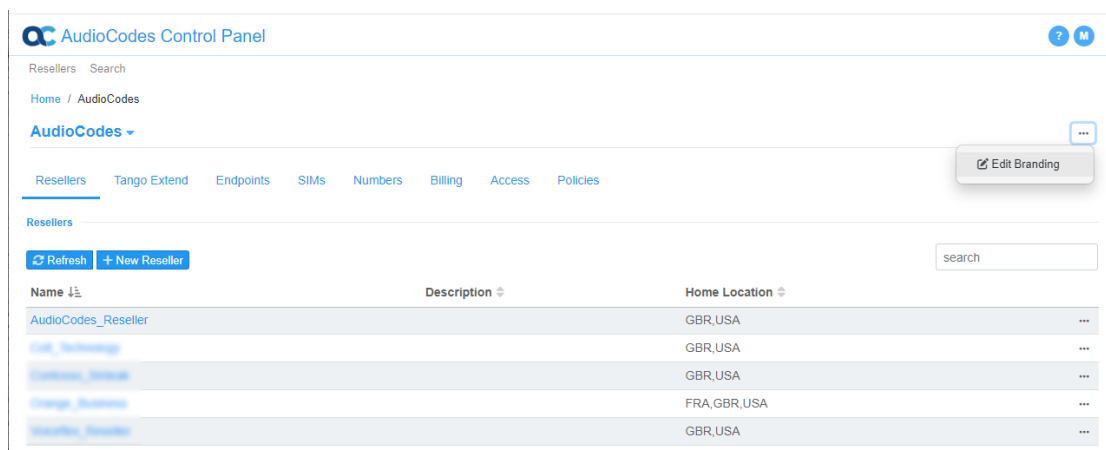 AudioCodes Control Panel ? M
Resellers Search
Home / AudioCodes
AudioCodes
Edit Branding
Resellers Tango Extend Endpoints SIMs Numbers Billing Access Policies
Resellers
Refresh + New Reseller search
Name Description Home Location
AudioCodes_Reseller GBR,USA
GBR,USA
GBR,USA
FRA,GBR,USA
GBR,USA